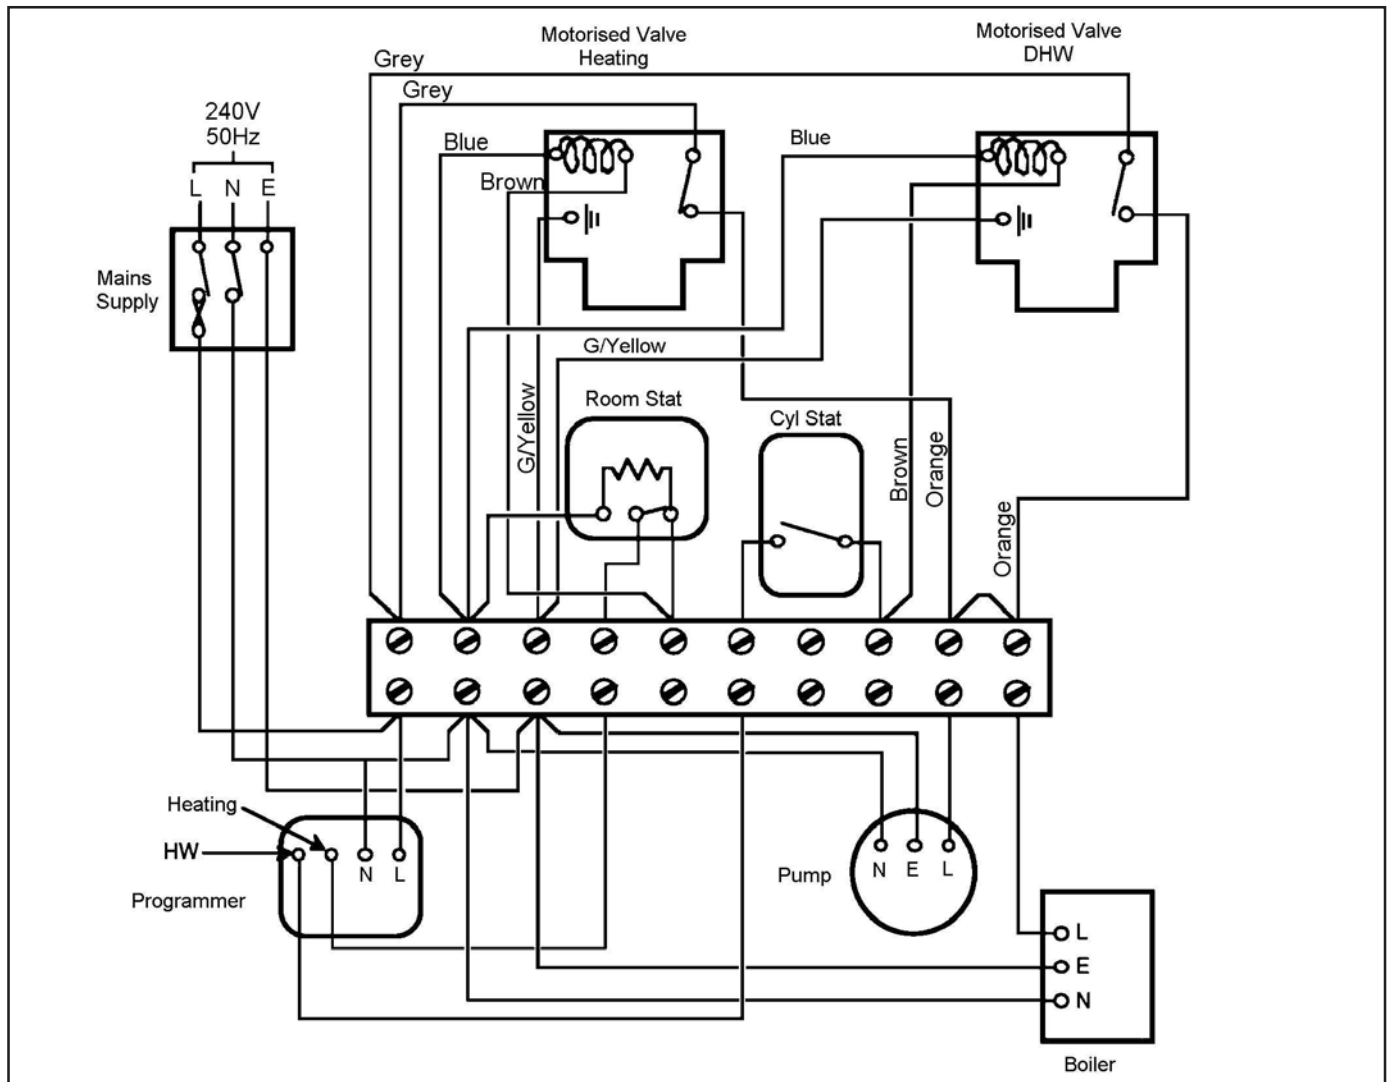 Motorised Valve
Heating
Motorised Valve
DHW
Grey
Grey
240V
50Hz
L N E
Blue
Blue
Brown
Mains
Supply
G/Yellow
G/Yellow
Room Stat
Cyl Stat
Brown
Orange
Orange
Heating
HW
N L
Programmer
Pump
N E L
L
E
N
Boiler